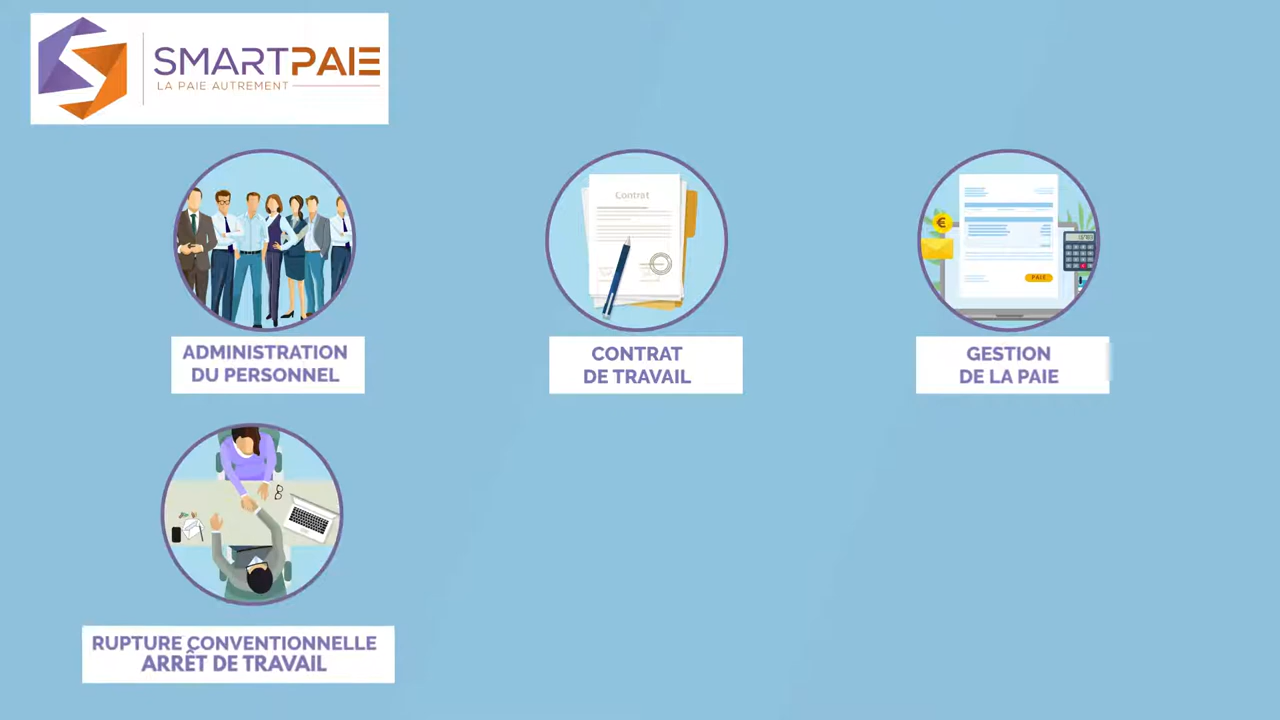 SMARTPAIE
LA PAIE AUTREMENT
Contrat
PAIE
ADMINISTRATION
DU PERSONNEL
CONTRAT
DE TRAVAIL
GESTION
DE LA PAIE
RUPTURE CONVENTIONNELLE
ARRÊT DE TRAVAIL